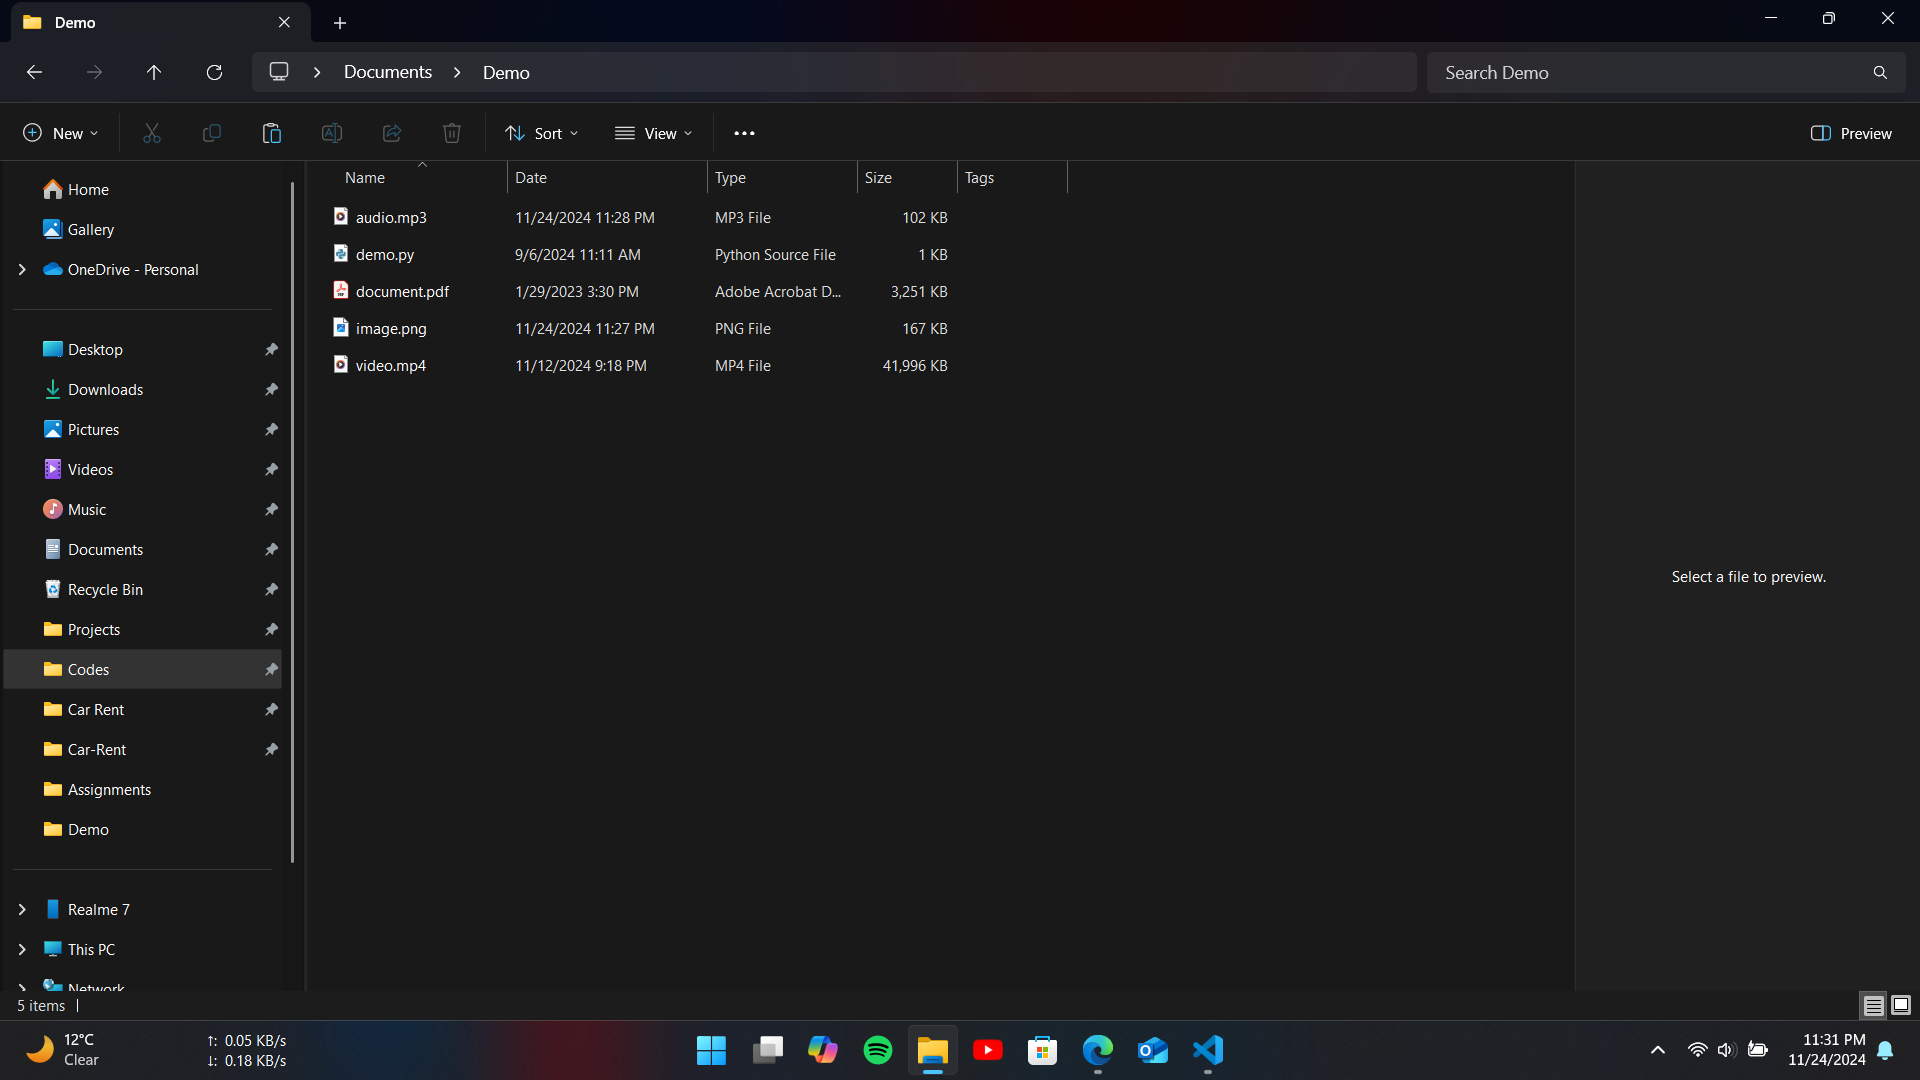 Demo
Documents
Demo
Search Demo
New
Sort
View
Preview
Home
Gallery
OneDrive - Personal
Desktop
Downloads
Pictures
Videos
Music
Documents
Recycle Bin
Projects
Codes
Car Rent
Car-Rent
Assignments
Demo
Realme 7
This PC
Network
Name Date Type Size Tags
audio.mp3 11/24/2024 11:28 PM MP3 File 102 KB
demo.py 9/6/2024 11:11 AM Python Source File 1 KB
document.pdf 1/29/2023 3:30 PM Adobe Acrobat D... 3,251 KB
image.png 11/24/2024 11:27 PM PNG File 167 KB
video.mp4 11/12/2024 9:18 PM MP4 File 41,996 KB
Select a file to preview.
5 items
12°C
Clear
↑: 0.05 KB/s
↓: 0.18 KB/s
11:31 PM
11/24/2024